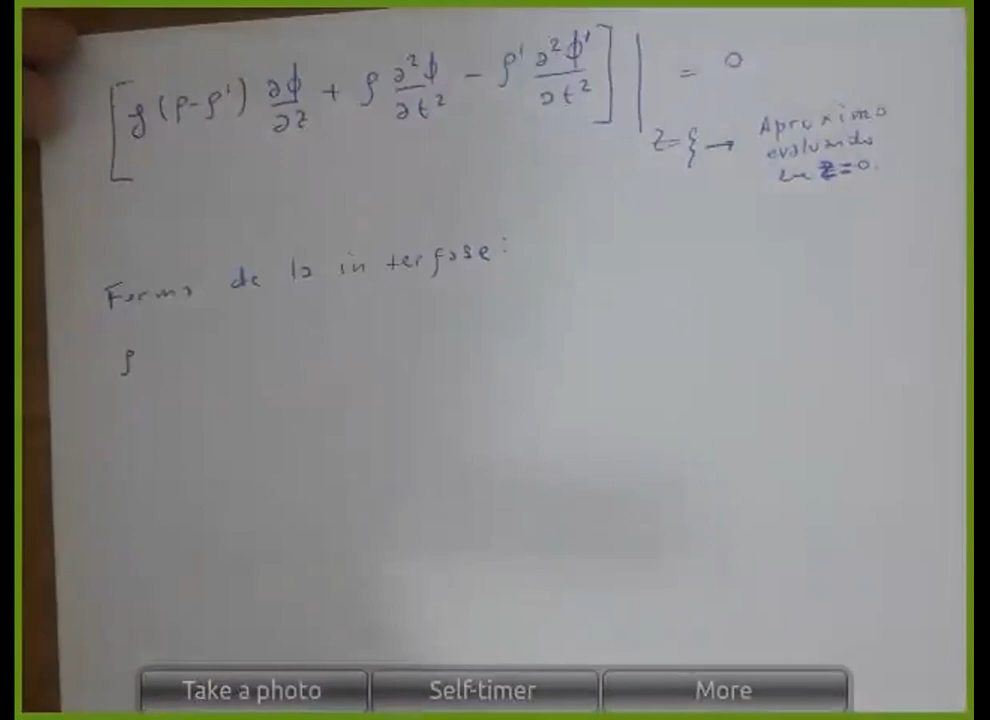 [g(ρ-ρ') ∂ϕ/∂z + ρ ∂²ϕ/∂t² - ρ' ∂²ϕ'/∂t²]|z=ξ = 0
→ Aproximo
evaluando
en z=0.
Forma de la interfase:
ρ
Take a photo
Self-timer
More